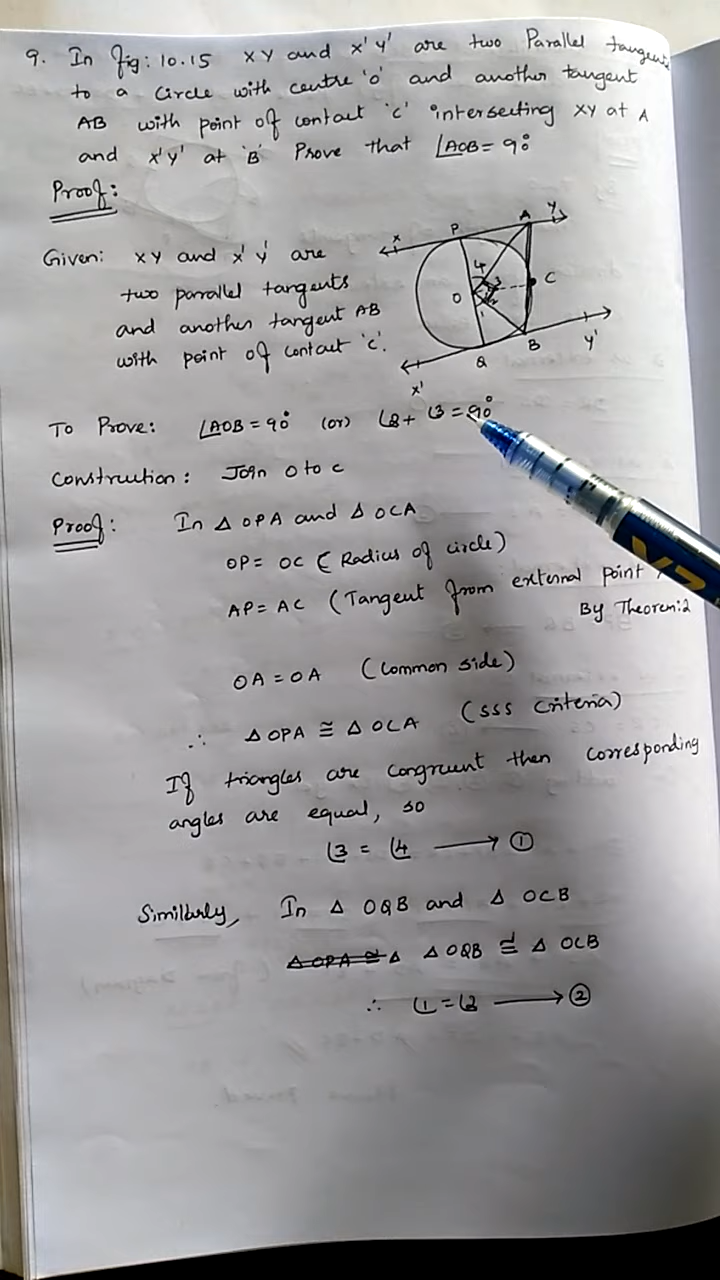 9. In fig: 10.15 XY and X'Y' are two Parallel tangents
to a circle with centre 'O' and another tangent
AB with point of contact 'C' intersecting XY at A
and X'Y' at 'B' Prove that ∠AOB = 90°
Proof:
Given: XY and X'Y' are
two parallel tangents
and another tangent AB
with point of contact 'C'.
X P A Y
4
3
O C
2
1
Q B Y'
X'
To Prove: ∠AOB = 90° (or) ∠2 + ∠3 = 90°
Construction: Join O to C
Proof: In △ OPA and △ OCA
OP = OC ( Radius of circle)
AP = AC (Tangent from external point
By Theorem:2
OA = OA (Common side)
∴ △ OPA ≅ △ OCA (SSS Criteria)
If triangles are congruent then corresponding
angles are equal, so
∠3 = ∠4 ⟶ ①
Similarly, In △ OQB and △ OCB
△ OPA ≅ △ △ OQB ≅ △ OCB
∴ ∠1 = ∠2 ⟶ ②
V7